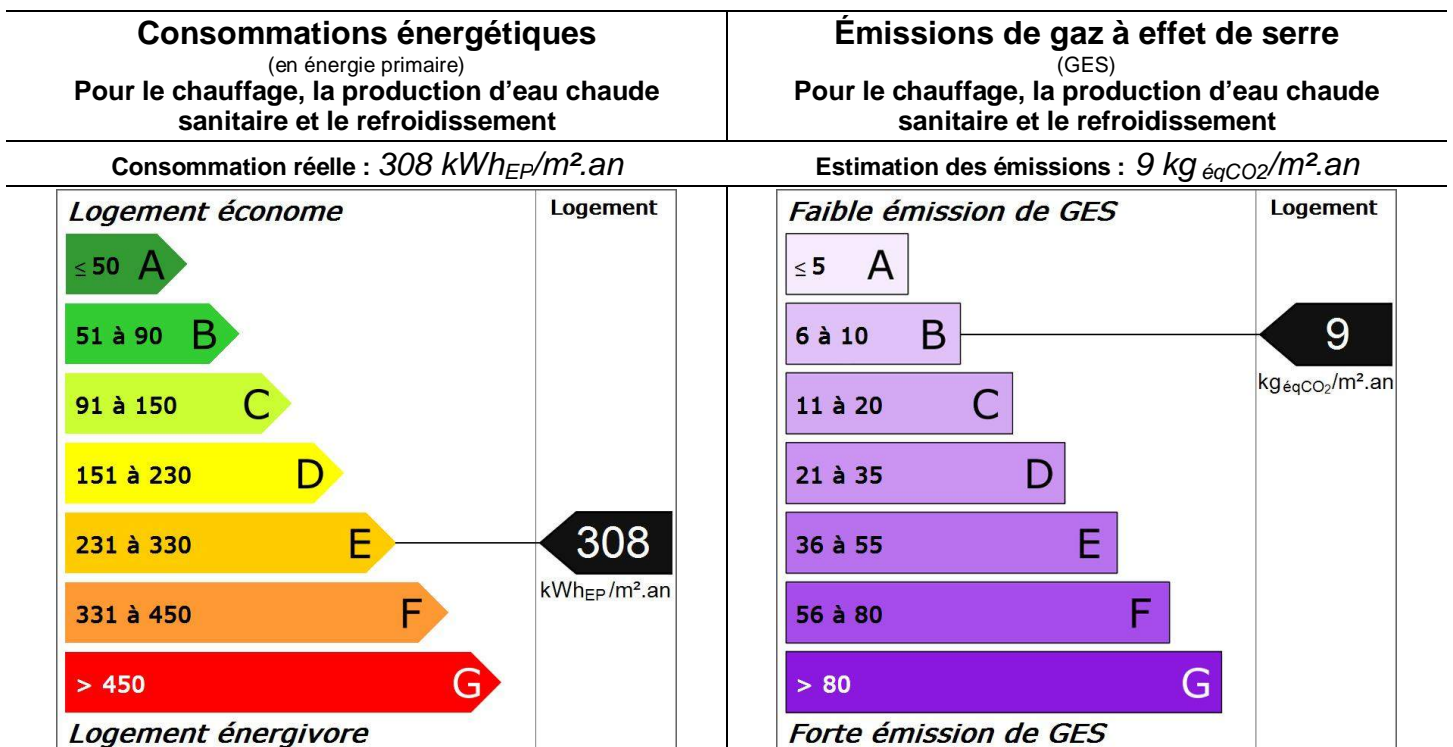 Consommations énergétiques
(en énergie primaire)
Pour le chauffage, la production d’eau chaude
sanitaire et le refroidissement
Consommation réelle : 308 kWhEP/m².an
Logement économe
Logement
≤ 50 A
51 à 90 B
91 à 150 C
151 à 230 D
231 à 330 E
308
kWhEP/m².an
331 à 450 F
> 450 G
Logement énergivore
Émissions de gaz à effet de serre
(GES)
Pour le chauffage, la production d’eau chaude
sanitaire et le refroidissement
Estimation des émissions : 9 kg éqCO2/m².an
Faible émission de GES
Logement
≤ 5 A
6 à 10 B
9
kgéqCO2/m².an
11 à 20 C
21 à 35 D
36 à 55 E
56 à 80 F
> 80 G
Forte émission de GES